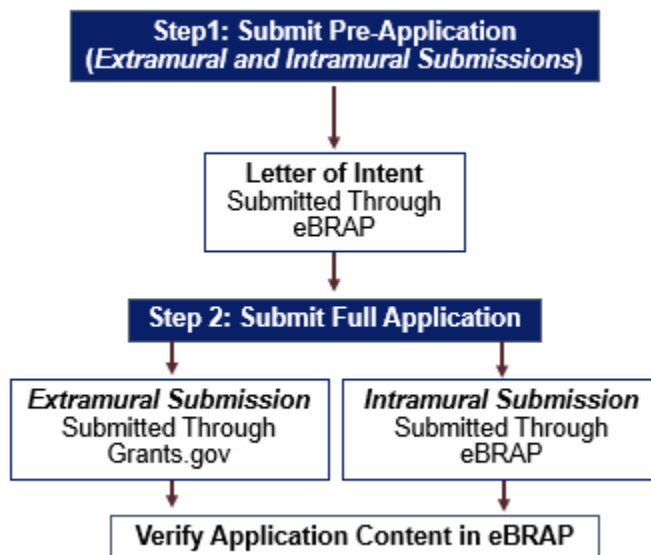 Step1: Submit Pre-Application
(Extramural and Intramural Submissions)
Letter of Intent
Submitted Through
eBRAP
Step 2: Submit Full Application
Extramural Submission
Submitted Through
Grants.gov
Intramural Submission
Submitted Through
eBRAP
Verify Application Content in eBRAP